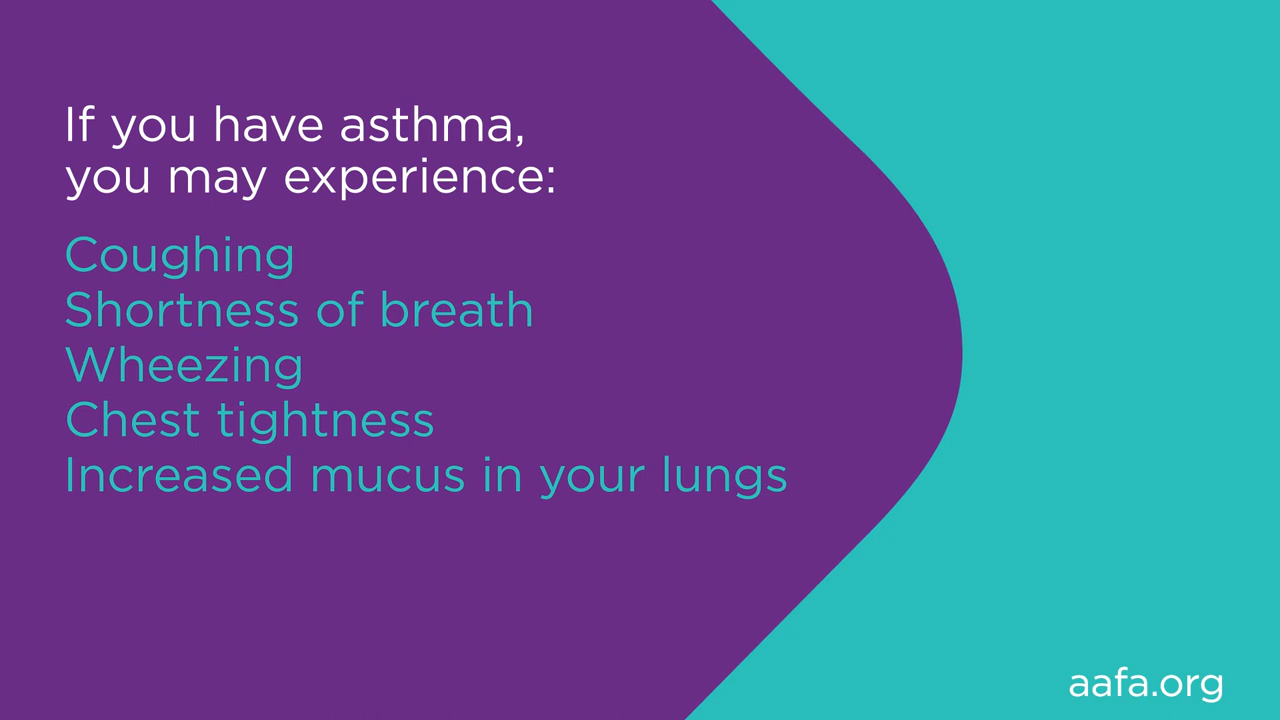 If you have asthma,
you may experience:
Coughing
Shortness of breath
Wheezing
Chest tightness
Increased mucus in your lungs
aafa.org